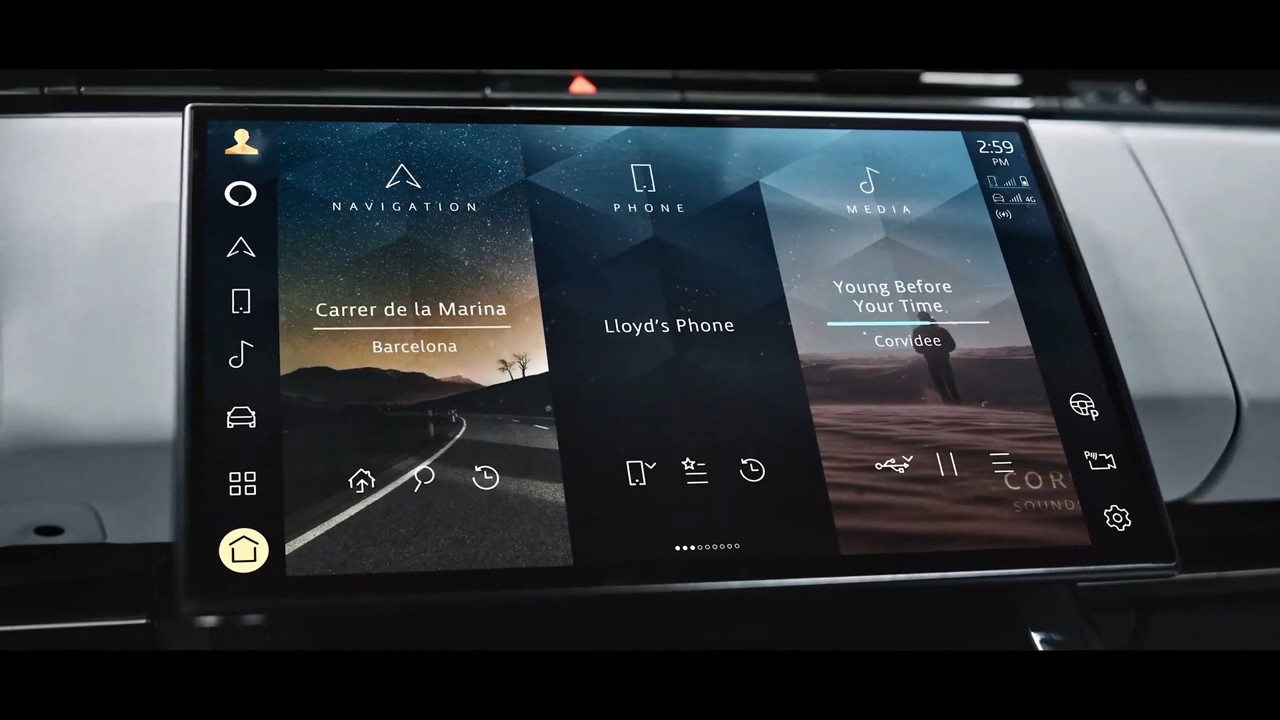 NAVIGATION
Carrer de la Marina
Barcelona
PHONE
Lloyd's Phone
MEDIA
Young Before
Your Time
Corvidee
COR
SOUND
2:59
PM
4G
P
P